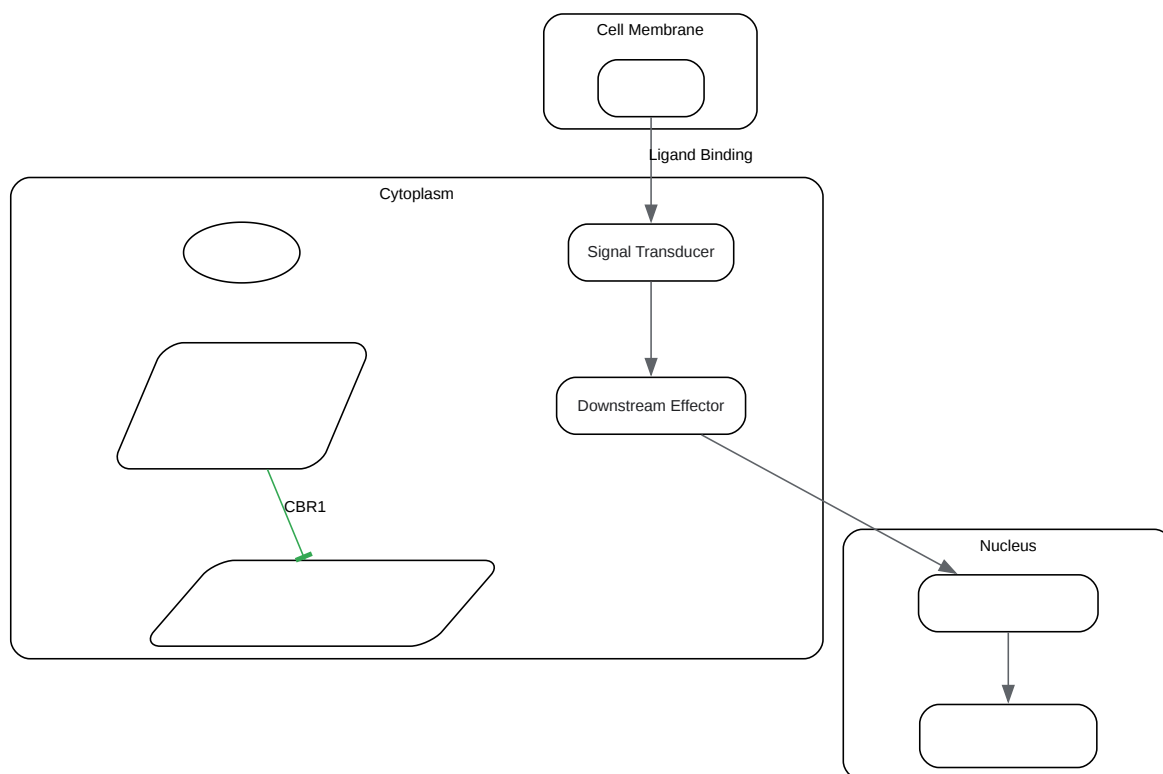 Cell Membrane
Ligand Binding
Cytoplasm
Signal Transducer
Downstream Effector
CBR1
Nucleus